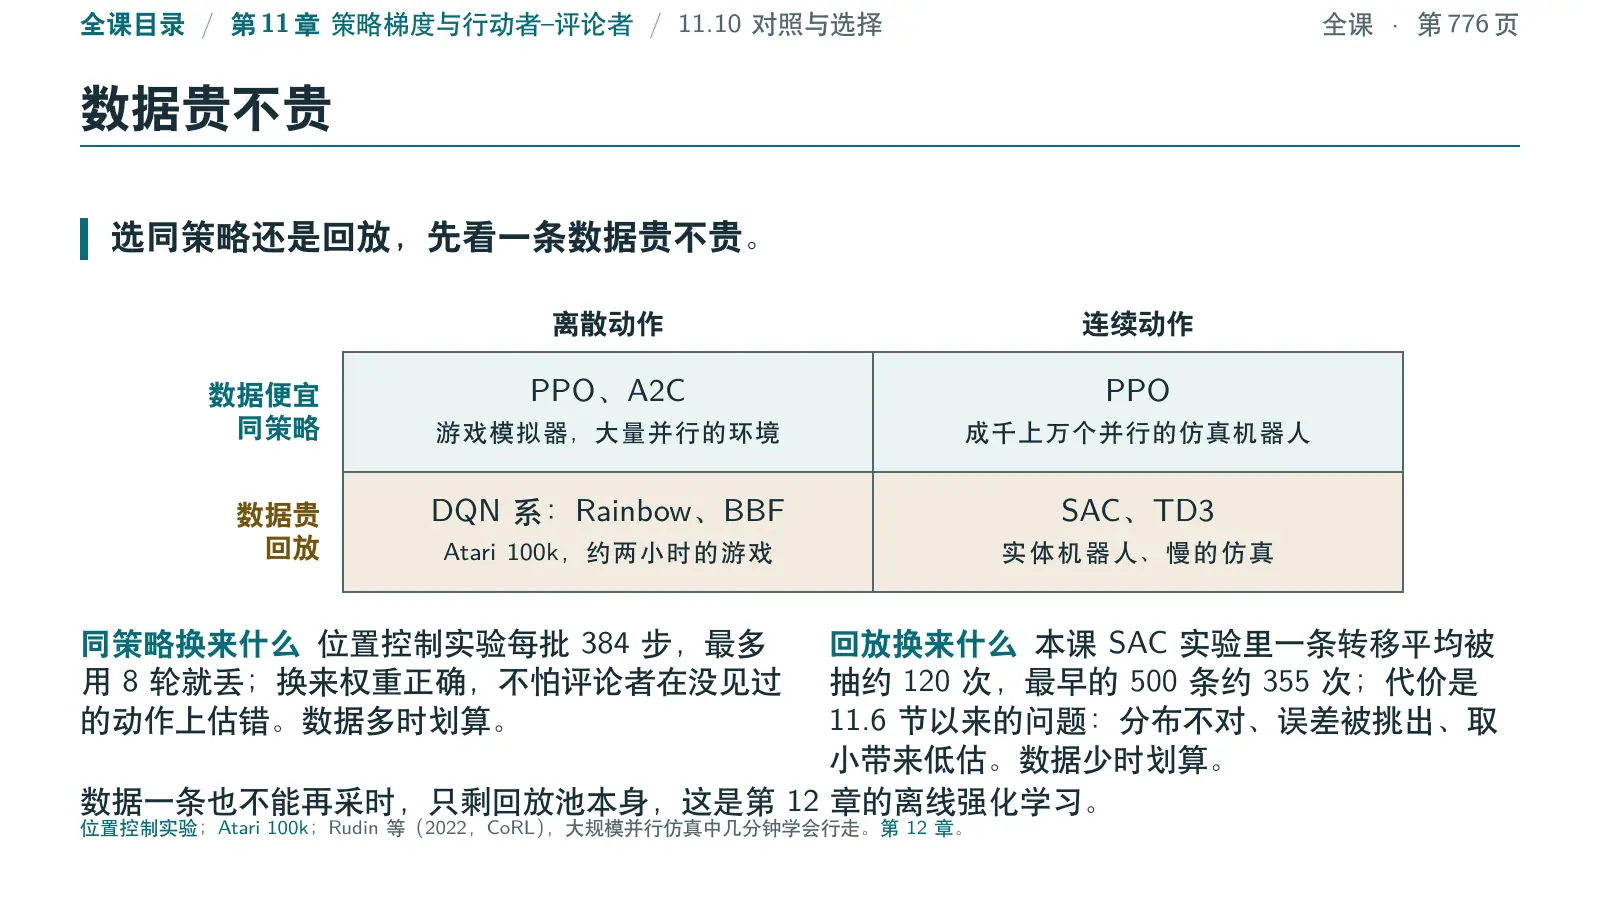 全课目录 / 第 11 章 策略梯度与行动者–评论者 / 11.10 对照与选择
全课 · 第 776 页
数据贵不贵
选同策略还是回放，先看一条数据贵不贵。
离散动作
连续动作
数据便宜
同策略
PPO、A2C
游戏模拟器，大量并行的环境
PPO
成千上万个并行的仿真机器人
数据贵
回放
DQN 系：Rainbow、BBF
Atari 100k，约两小时的游戏
SAC、TD3
实体机器人、慢的仿真
同策略换来什么 位置控制实验每批 384 步，最多
用 8 轮就丢；换来权重正确，不怕评论者在没见过
的动作上估错。数据多时划算。
回放换来什么 本课 SAC 实验里一条转移平均被
抽约 120 次，最早的 500 条约 355 次；代价是
11.6 节以来的问题：分布不对、误差被挑出、取
小带来低估。数据少时划算。
数据一条也不能再采时，只剩回放池本身，这是第 12 章的离线强化学习。
位置控制实验；Atari 100k；Rudin 等（2022，CoRL），大规模并行仿真中几分钟学会行走。第 12 章。